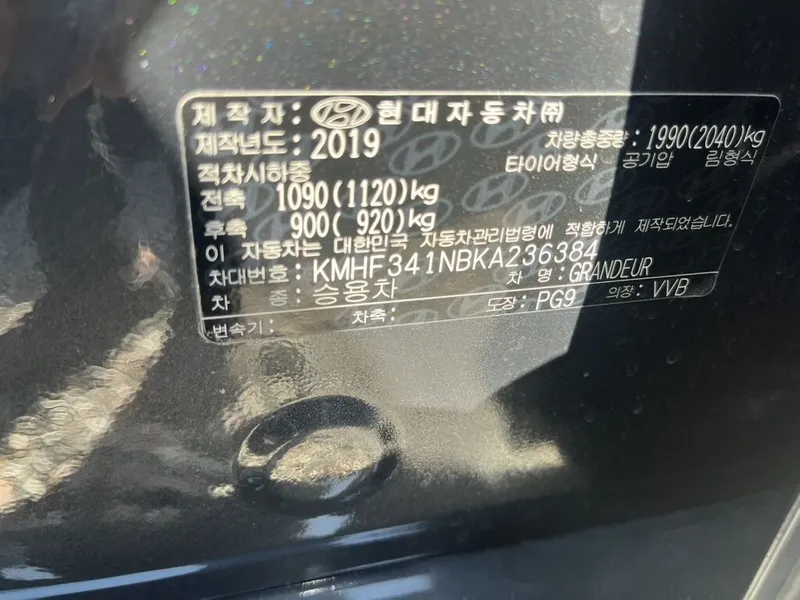 제 작 자 : 현대자동차㈜
제작년도: 2019 차량총중량: 1990(2040)kg
적차시하중 타이어형식 공기압 림형식
전축 1090(1120)kg
후축 900( 920)kg
이 자동차는 대한민국 자동차관리법령에 적합하게 제작되었습니다.
차대번호: KMHF341NBKA236384
차 종: 승용차 차 명: GRANDEUR
변속기: 차축: 도장: PG9 의장: VVB